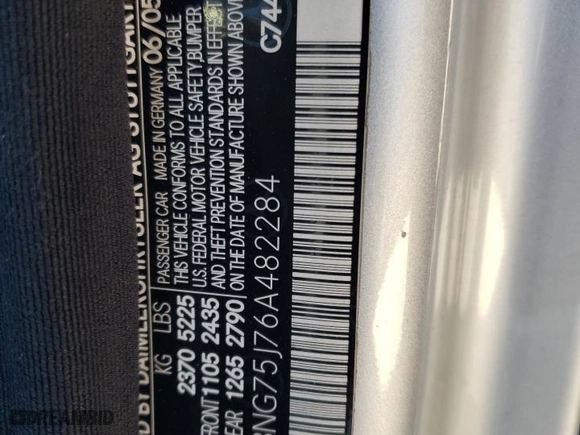 D BY DAIMLERCHRYSLER AG STUTTGART
KG LBS PASSENGER CAR MADE IN GERMANY 06/05
2370 5225 THIS VEHICLE CONFORMS TO ALL APPLICABLE
FRONT 1105 2435 U.S. FEDERAL MOTOR VEHICLE SAFETY,BUMPER
REAR 1265 2790 AND THEFT PREVENTION STANDARDS IN EFFECT
ON THE DATE OF MANUFACTURE SHOWN ABOVE
NG75J76A482284 C744
DREAMBID